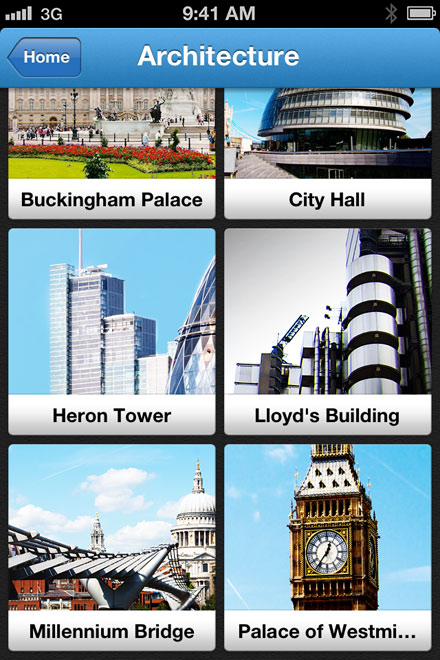 3G 9:41 AM
Home Architecture
Buckingham Palace City Hall
Heron Tower Lloyd's Building
Millennium Bridge Palace of Westmi...